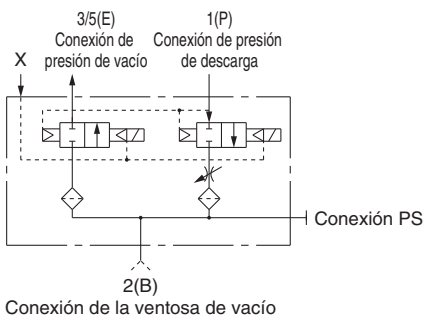 3/5(E)
Conexión de
presión de vacío
1(P)
Conexión de presión
de descarga
X
Conexión PS
2(B)
Conexión de la ventosa de vacío